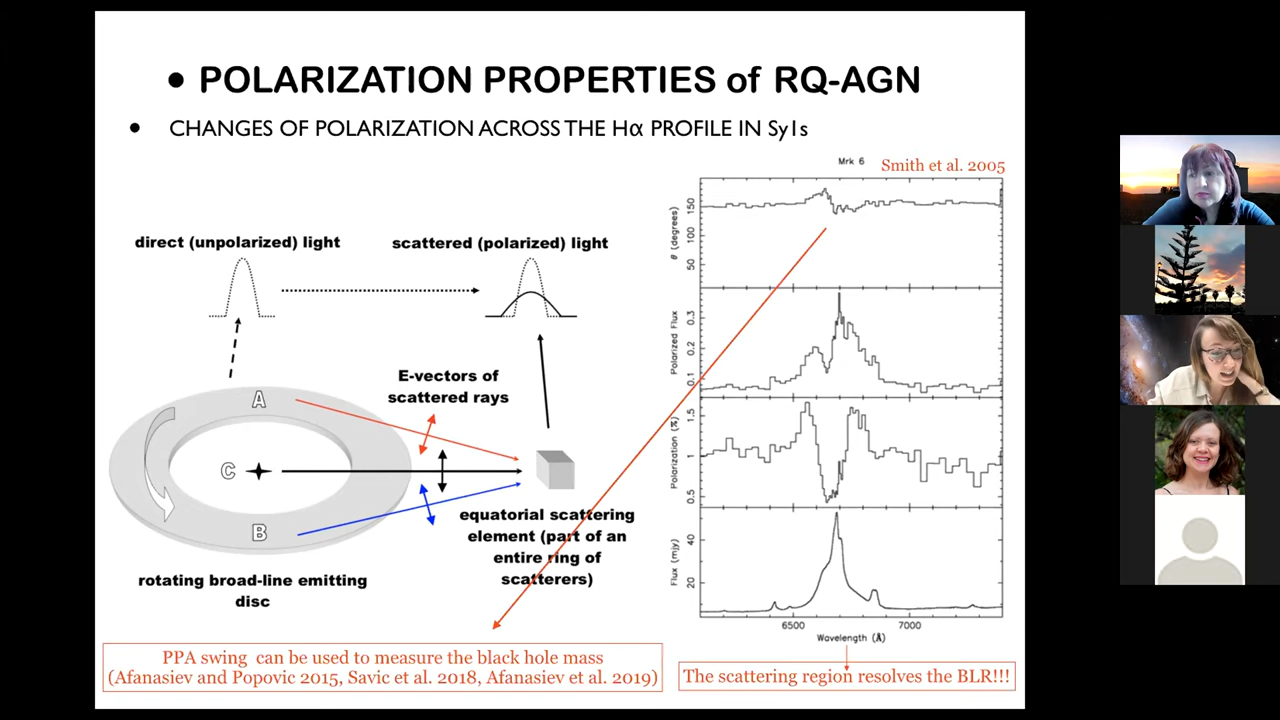 • POLARIZATION PROPERTIES of RQ-AGN
• CHANGES OF POLARIZATION ACROSS THE Hα PROFILE IN Sy1s
direct (unpolarized) light
scattered (polarized) light
E-vectors of
scattered rays
A
C
B
equatorial scattering
element (part of an
entire ring of
scatterers)
rotating broad-line emitting
disc
PPA swing can be used to measure the black hole mass
(Afanasiev and Popovic 2015, Savic et al. 2018, Afanasiev et al. 2019)
Mrk 6
Smith et al. 2005
θ (degrees)
150
100
50
Polarized Flux
0.3
0.2
0.1
Polarization (%)
1.5
1
0.5
Flux (mJy)
40
20
6500
7000
Wavelength (Å)
The scattering region resolves the BLR!!!